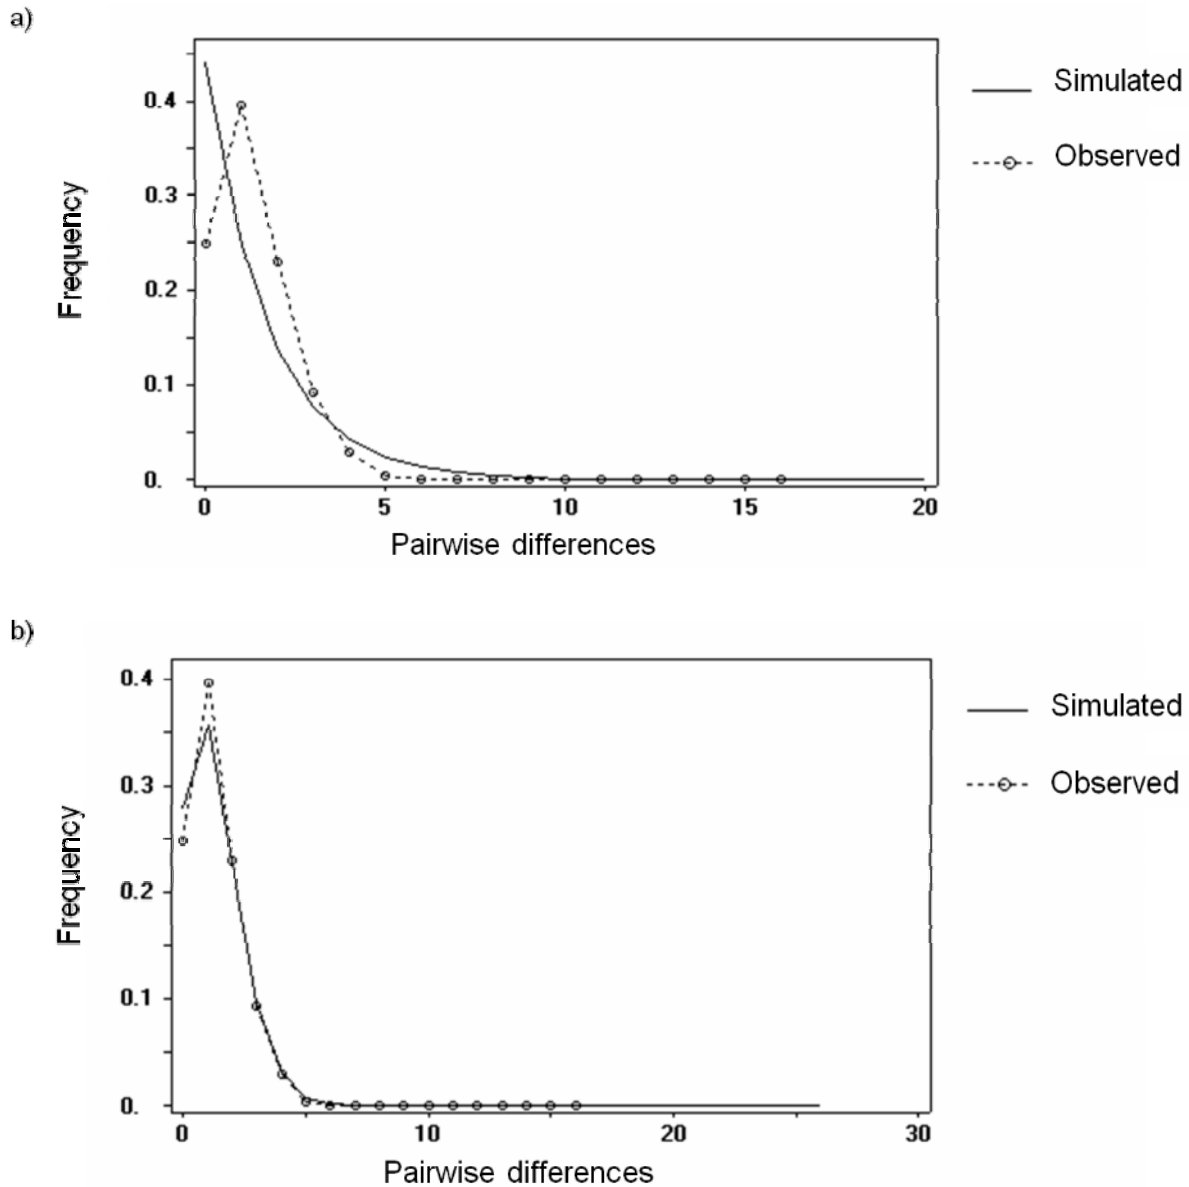 a)
Simulated
Observed
Frequency
0.4
0.3
0.2
0.1
0.
0 5 10 15 20
Pairwise differences
b)
Simulated
Observed
Frequency
0.4
0.3
0.2
0.1
0.
0 10 20 30
Pairwise differences